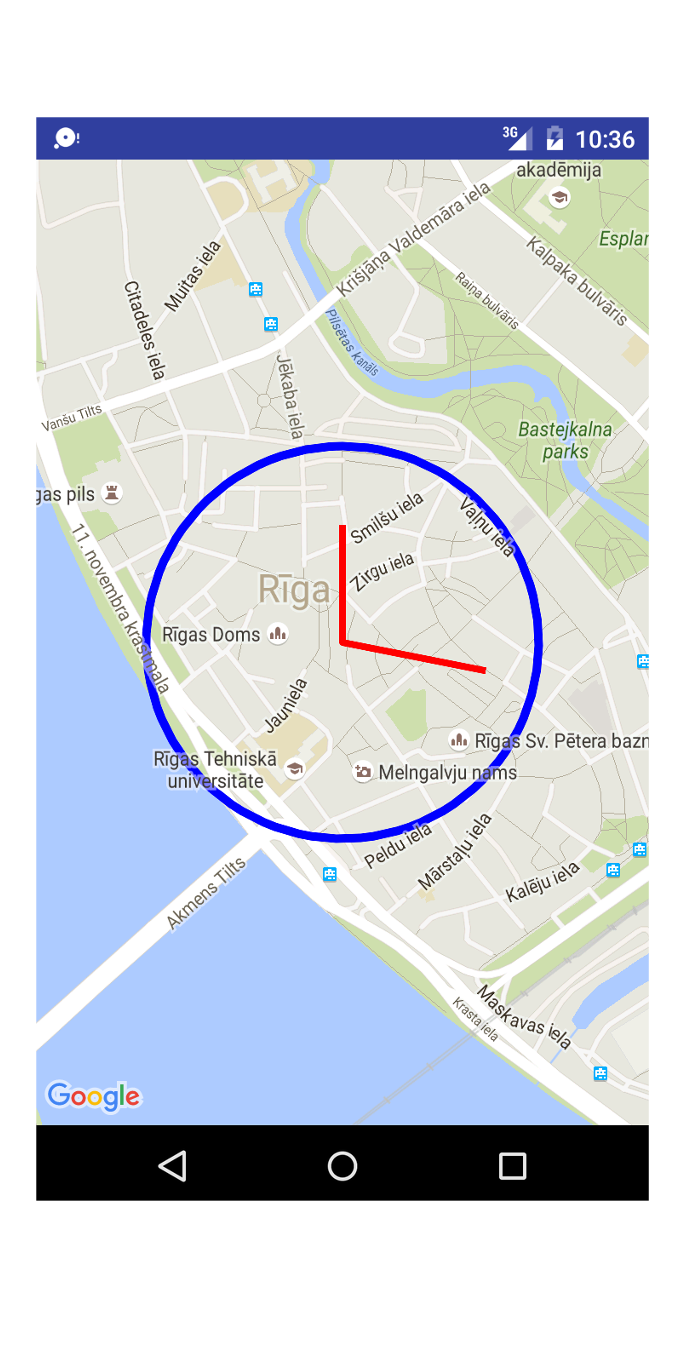 3G
10:36
akadēmija
Esplar
Krišjāņa Valdemāra iela
Kalpaka bulvāris
Muitas iela
Raiņa bulvāris
Citadeles iela
Pilsētas kanāls
Jēkaba iela
Vanšu Tilts
Bastejkalna
parks
gas pils
Smilšu iela
Vaļņu iela
11. novembra krastmala
Zirgu iela
Rīga
Rīgas Doms
Jauniela
Rīgas Sv. Pētera bazn
Rīgas Tehniskā
universitāte
Melngalvju nams
Peldu iela
Mārstaļu iela
Kalēju iela
Akmens Tilts
Maskavas iela
Krasta iela
Google